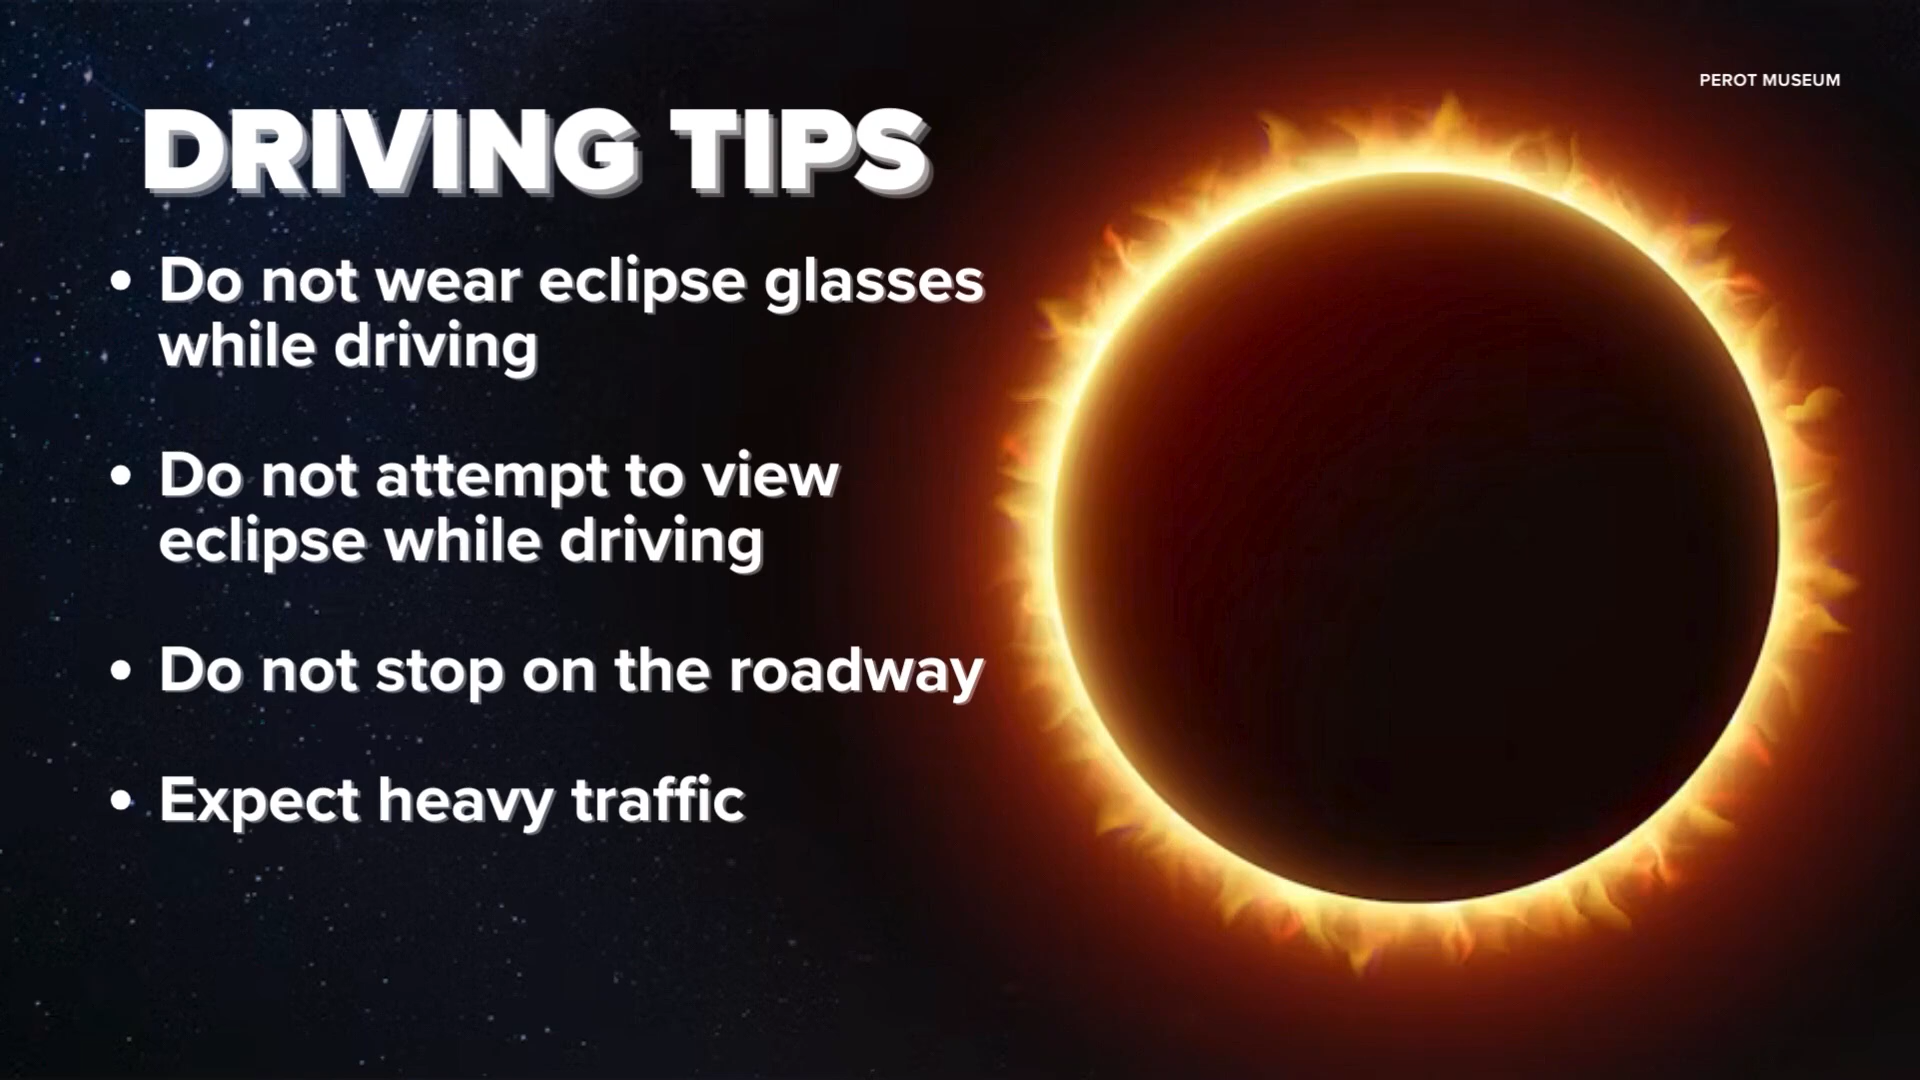 PEROT MUSEUM
DRIVING TIPS
• Do not wear eclipse glasses
while driving
• Do not attempt to view
eclipse while driving
• Do not stop on the roadway
• Expect heavy traffic